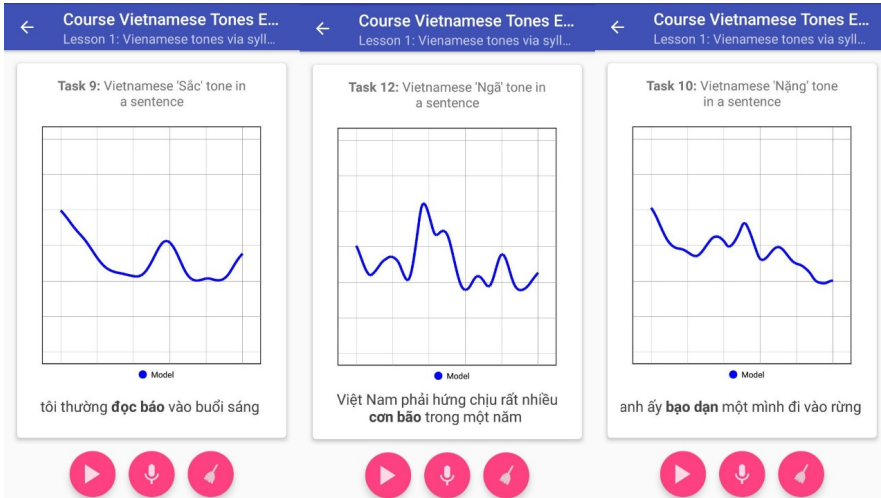 Course Vietnamese Tones E...
Lesson 1: Vienamese tones via syll...
Task 9: Vietnamese 'Sắc' tone in
a sentence
Model
tôi thường đọc báo vào buổi sáng
Course Vietnamese Tones E...
Lesson 1: Vienamese tones via syll...
Task 12: Vietnamese 'Ngã' tone in
a sentence
Model
Việt Nam phải hứng chịu rất nhiều
cơn bão trong một năm
Course Vietnamese Tones E...
Lesson 1: Vienamese tones via syll...
Task 10: Vietnamese 'Nặng' tone
in a sentence
Model
anh ấy bạo dạn một mình đi vào rừng